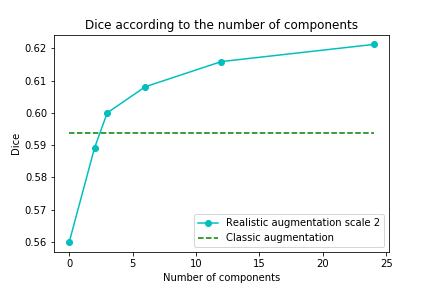 Dice according to the number of components
Dice
0.62
0.61
0.60
0.59
0.58
0.57
0.56
0
5
10
15
20
25
Number of components
Realistic augmentation scale 2
Classic augmentation